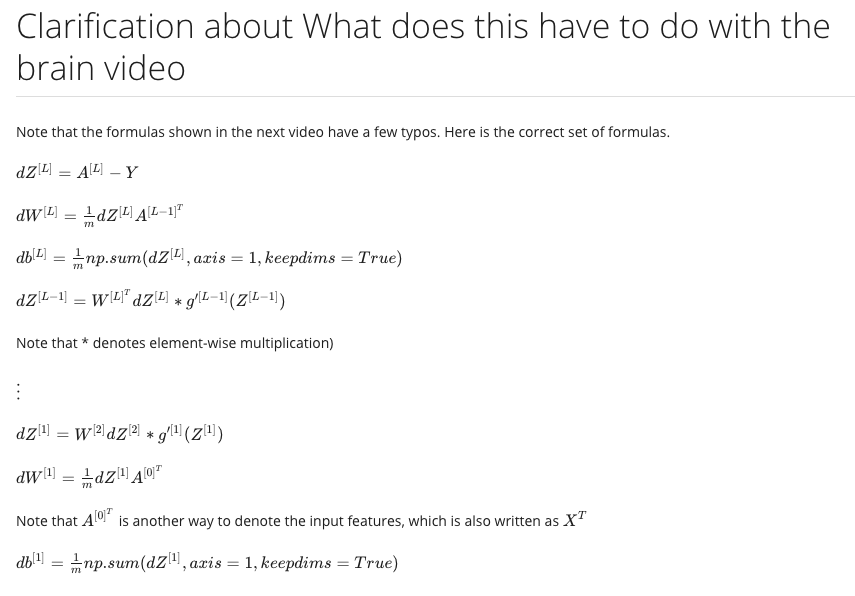 Clarification about What does this have to do with the
brain video
Note that the formulas shown in the next video have a few typos. Here is the correct set of formulas.
$dZ^{[L]} = A^{[L]} - Y$
$dW^{[L]} = \frac{1}{m} dZ^{[L]} A^{[L-1]^T}$
$db^{[L]} = \frac{1}{m} np.sum(dZ^{[L]}, axis = 1, keepdims = True)$
$dZ^{[L-1]} = W^{[L]^T} dZ^{[L]} * g'^{[L-1]}(Z^{[L-1]})$
Note that * denotes element-wise multiplication)
⋮
$dZ^{[1]} = W^{[2]} dZ^{[2]} * g'^{[1]}(Z^{[1]})$
$dW^{[1]} = \frac{1}{m} dZ^{[1]} A^{[0]^T}$
Note that $A^{[0]^T}$ is another way to denote the input features, which is also written as $X^T$
$db^{[1]} = \frac{1}{m} np.sum(dZ^{[1]}, axis = 1, keepdims = True)$